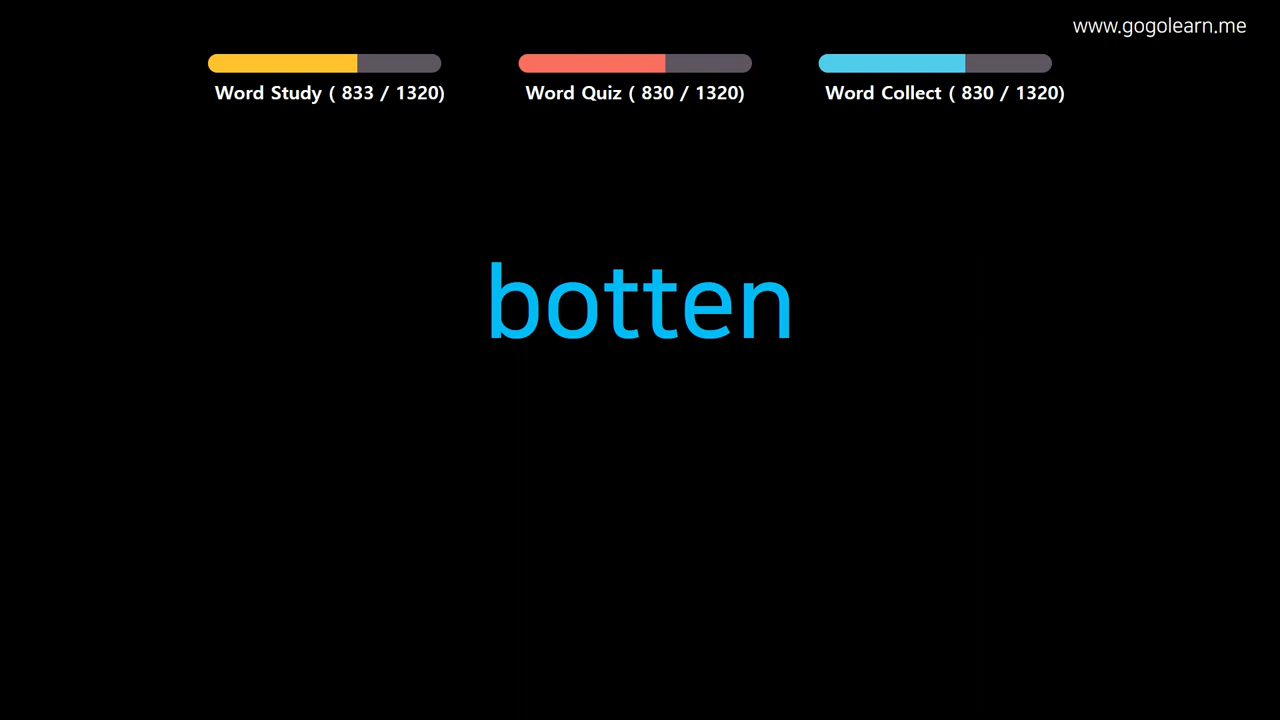 www.gogolearn.me
Word Study ( 833 / 1320)
Word Quiz ( 830 / 1320)
Word Collect ( 830 / 1320)
botten